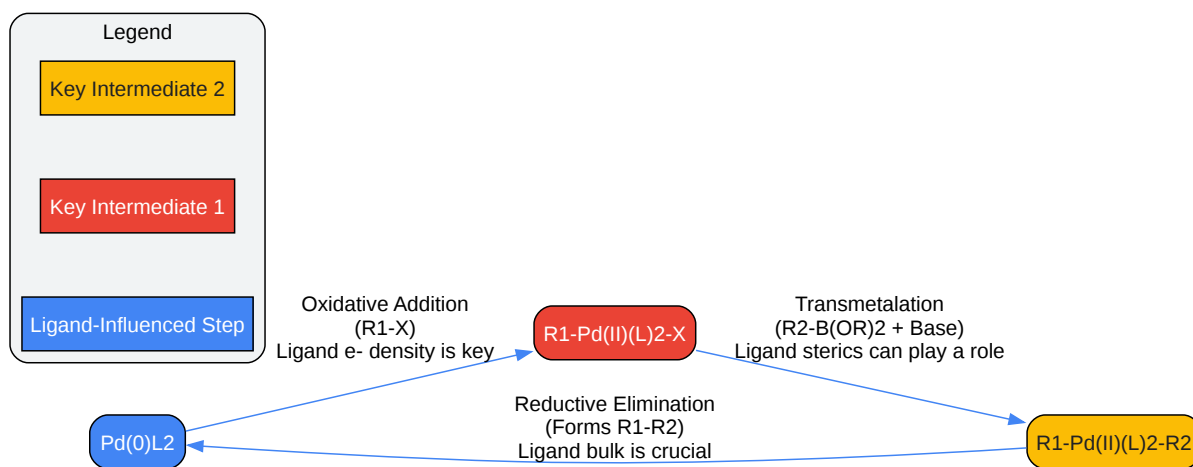 Legend
Key Intermediate 2
Key Intermediate 1
Ligand-Influenced Step
Oxidative Addition
(R1-X)
Ligand e- density is key
R1-Pd(II)(L)2-X
Transmetalation
(R2-B(OR)2 + Base)
Ligand sterics can play a role
Pd(0)L2
Reductive Elimination
(Forms R1-R2)
Ligand bulk is crucial
R1-Pd(II)(L)2-R2